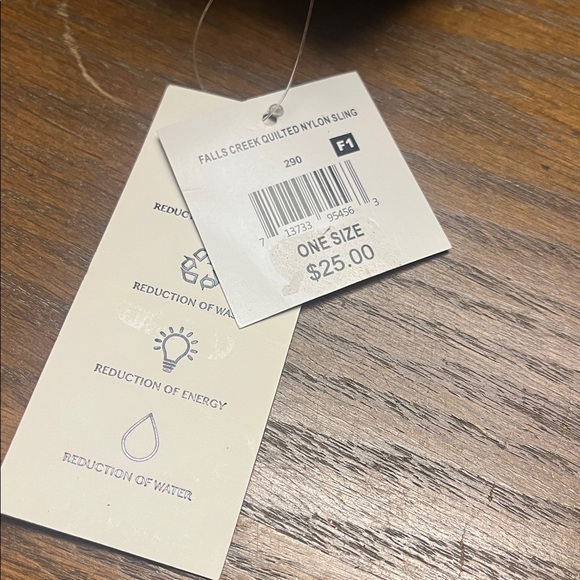 FALLS CREEK QUILTED NYLON SLING
290
F1
7 13733 95456 3
ONE SIZE
$25.00
REDUC
REDUCTION OF WA
REDUCTION OF ENERGY
REDUCTION OF WATER